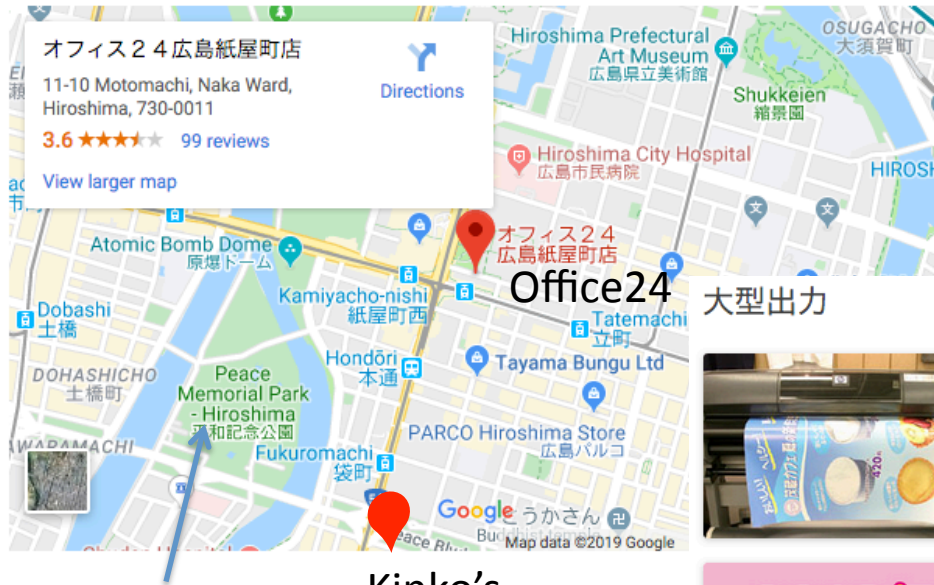 オフィス２４広島紙屋町店
11-10 Motomachi, Naka Ward,
Hiroshima, 730-0011
3.6
99 reviews
View larger map
Directions
Hiroshima Prefectural
Art Museum
広島県立美術館
OSUGACHO
大須賀町
Shukkeien
縮景園
Hiroshima City Hospital
広島市民病院
HIROSH
Atomic Bomb Dome
原爆ドーム
オフィス２４
広島紙屋町店
Office24
Kamiyacho-nishi
紙屋町西
Dobashi
土橋
Tatemachi
立町
大型出力
Hondōri
本通
Tayama Bungu Ltd
DOHASHICHO
土橋町
Peace
Memorial Park
- Hiroshima
平和記念公園
PARCO Hiroshima Store
広島パルコ
Fukuromachi
袋町
Google
とうかさん
Map data ©2019 Google
Kinko's
420